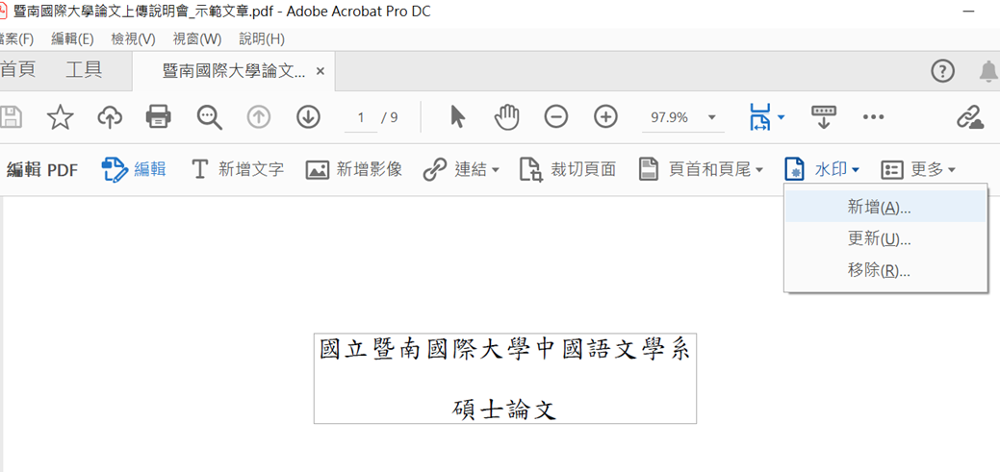 暨南國際大學論文上傳說明會_示範文章.pdf - Adobe Acrobat Pro DC
檔案(F) 編輯(E) 檢視(V) 視窗(W) 說明(H)
首頁 工具 暨南國際大學論文... ×
1 / 9 97.9%
編輯 PDF 編輯 新增文字 新增影像 連結 裁切頁面 頁首和頁尾 水印 更多
新增(A)...
更新(U)...
移除(R)...
國立暨南國際大學中國語文學系
碩士論文